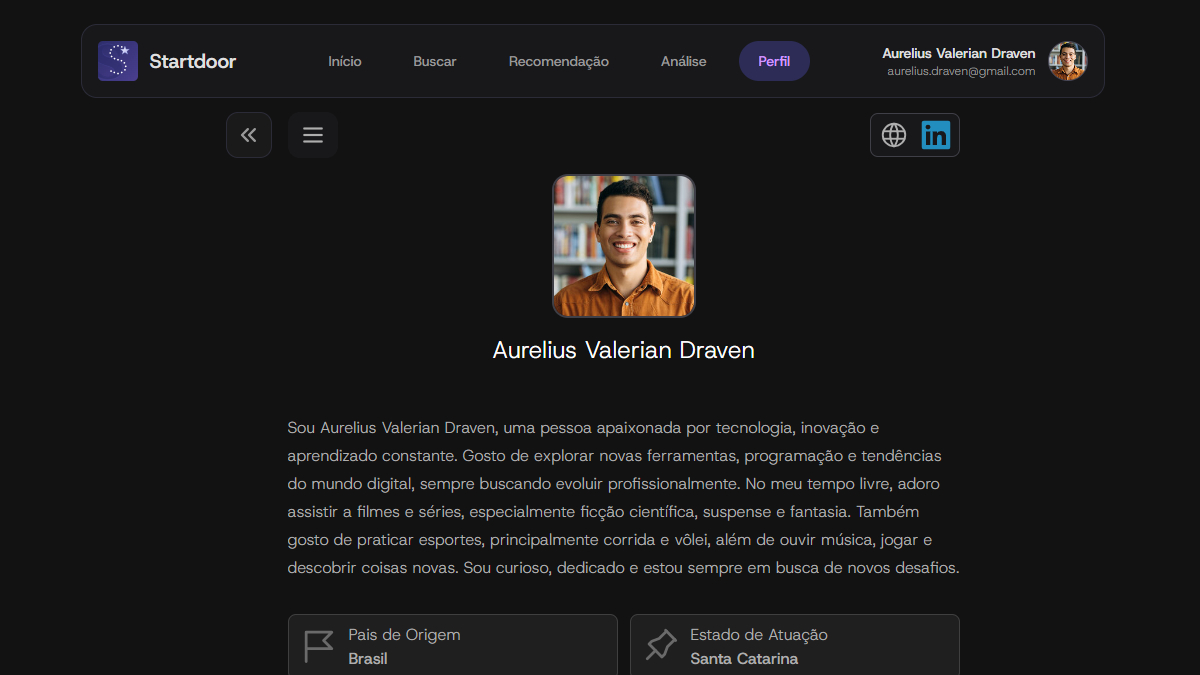 Startdoor
Início
Buscar
Recomendação
Análise
Perfil
Aurelius Valerian Draven
aurelius.draven@gmail.com
in
Aurelius Valerian Draven
Sou Aurelius Valerian Draven, uma pessoa apaixonada por tecnologia, inovação e
aprendizado constante. Gosto de explorar novas ferramentas, programação e tendências
do mundo digital, sempre buscando evoluir profissionalmente. No meu tempo livre, adoro
assistir a filmes e séries, especialmente ficção científica, suspense e fantasia. Também
gosto de praticar esportes, principalmente corrida e vôlei, além de ouvir música, jogar e
descobrir coisas novas. Sou curioso, dedicado e estou sempre em busca de novos desafios.
Pais de Origem
Brasil
Estado de Atuação
Santa Catarina